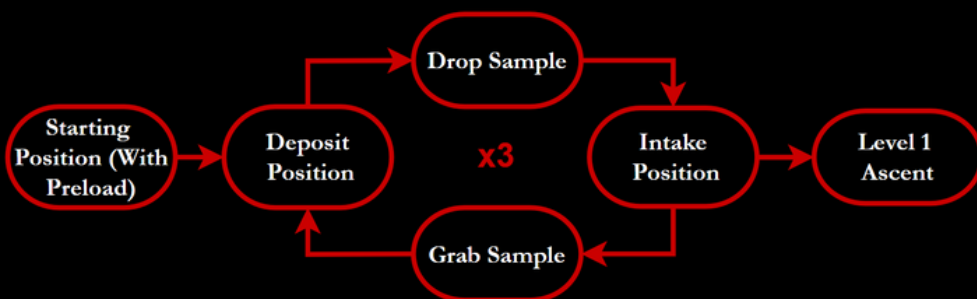 Starting
Position (With
Preload)
Deposit
Position
Drop Sample
x3
Grab Sample
Intake
Position
Level 1
Ascent